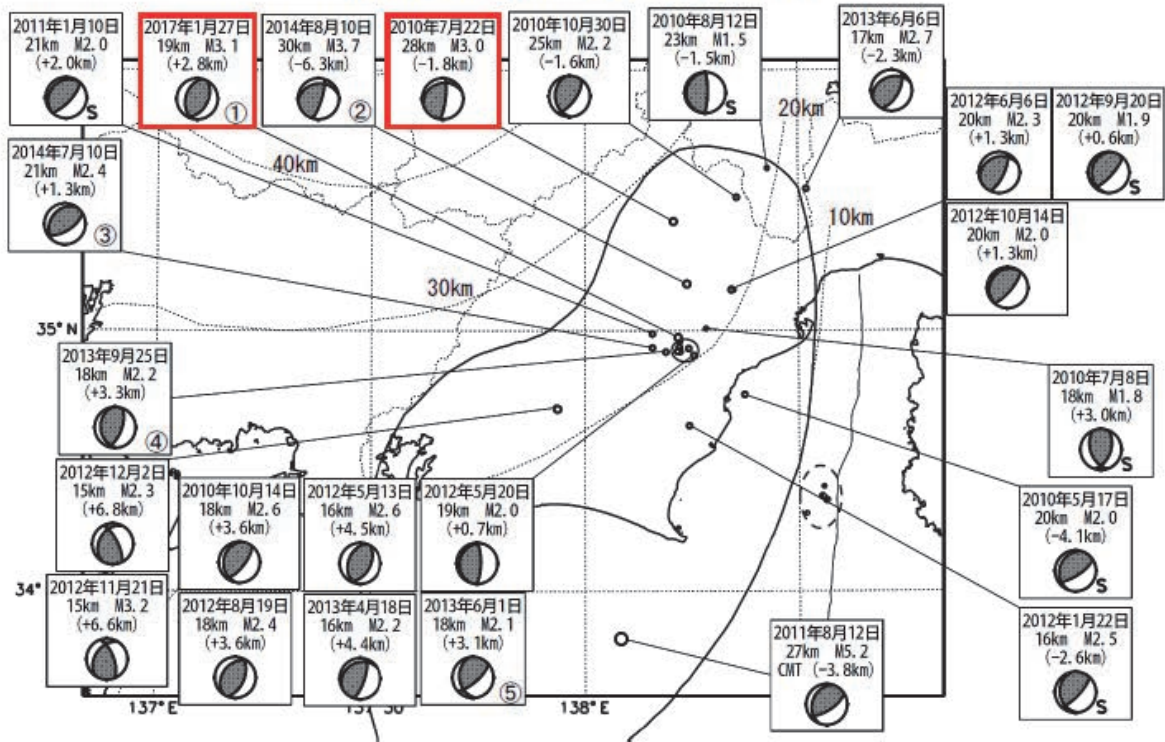 2011年1月10日
21km M2.0
(+2.0km)
S
2017年1月27日
19km M3.1
(+2.8km)
①
2014年8月10日
30km M3.7
(-6.3km)
②
2010年7月22日
28km M3.0
(-1.8km)
2010年10月30日
25km M2.2
(-1.6km)
2010年8月12日
23km M1.5
(-1.5km)
S
2013年6月6日
17km M2.7
(-2.3km)
2012年6月6日
20km M2.3
(+1.3km)
2012年9月20日
20km M1.9
(+0.6km)
S
2014年7月10日
21km M2.4
(+1.3km)
③
2012年10月14日
20km M2.0
(+1.3km)
40km
30km
20km
10km
35°N
2013年9月25日
18km M2.2
(+3.3km)
④
2010年7月8日
18km M1.8
(+3.0km)
S
2012年12月2日
15km M2.3
(+6.8km)
2010年10月14日
18km M2.6
(+3.6km)
2012年5月13日
16km M2.6
(+4.5km)
2012年5月20日
19km M2.0
(+0.7km)
2010年5月17日
20km M2.0
(-4.1km)
S
34°
2012年11月21日
15km M3.2
(+6.6km)
2012年8月19日
18km M2.4
(+3.6km)
2013年4月18日
16km M2.2
(+4.4km)
2013年6月1日
18km M2.1
(+3.1km)
⑤
2011年8月12日
27km M5.2
CMT (-3.8km)
2012年1月22日
16km M2.5
(-2.6km)
S
137°E
138°E